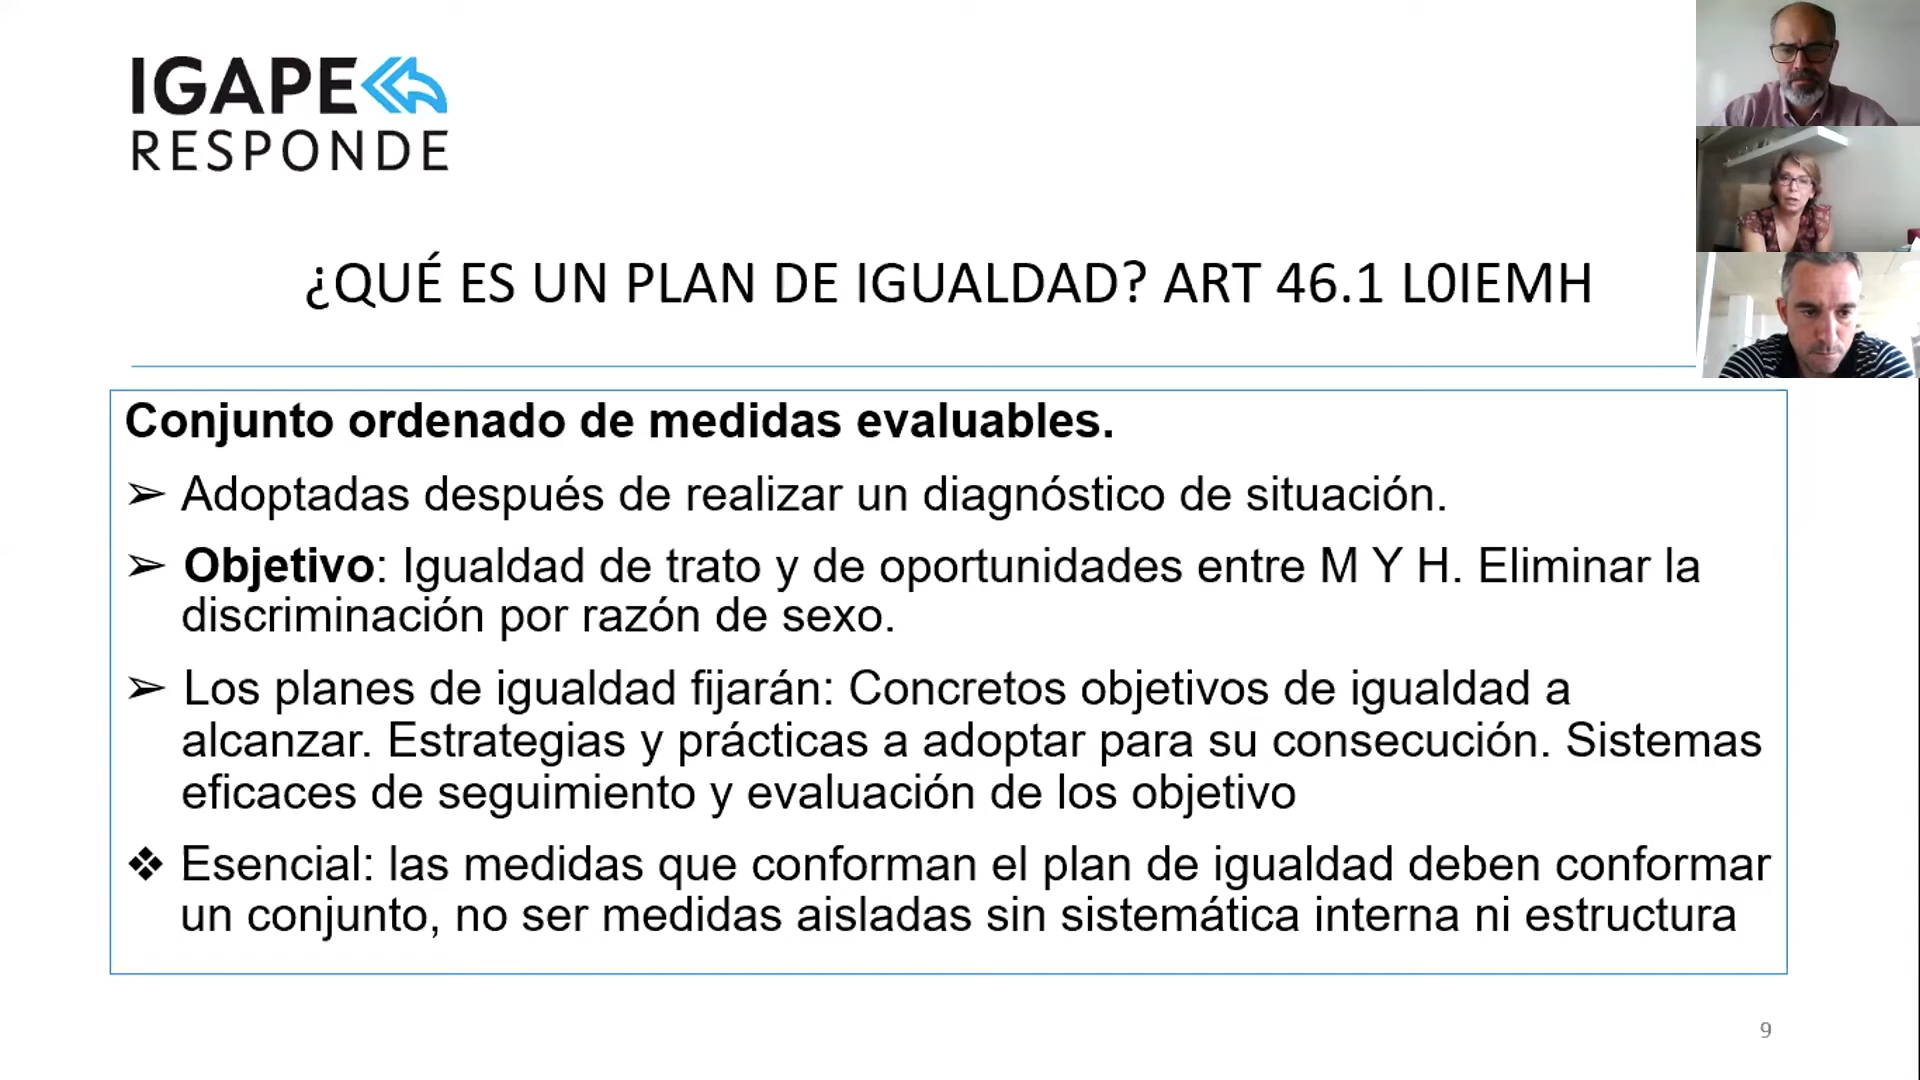 IGAPE
RESPONDE
¿QUÉ ES UN PLAN DE IGUALDAD? ART 46.1 L0IEMH
Conjunto ordenado de medidas evaluables.
➢ Adoptadas después de realizar un diagnóstico de situación.
➢ Objetivo: Igualdad de trato y de oportunidades entre M Y H. Eliminar la
discriminación por razón de sexo.
➢ Los planes de igualdad fijarán: Concretos objetivos de igualdad a
alcanzar. Estrategias y prácticas a adoptar para su consecución. Sistemas
eficaces de seguimiento y evaluación de los objetivo
❖ Esencial: las medidas que conforman el plan de igualdad deben conformar
un conjunto, no ser medidas aisladas sin sistemática interna ni estructura
9